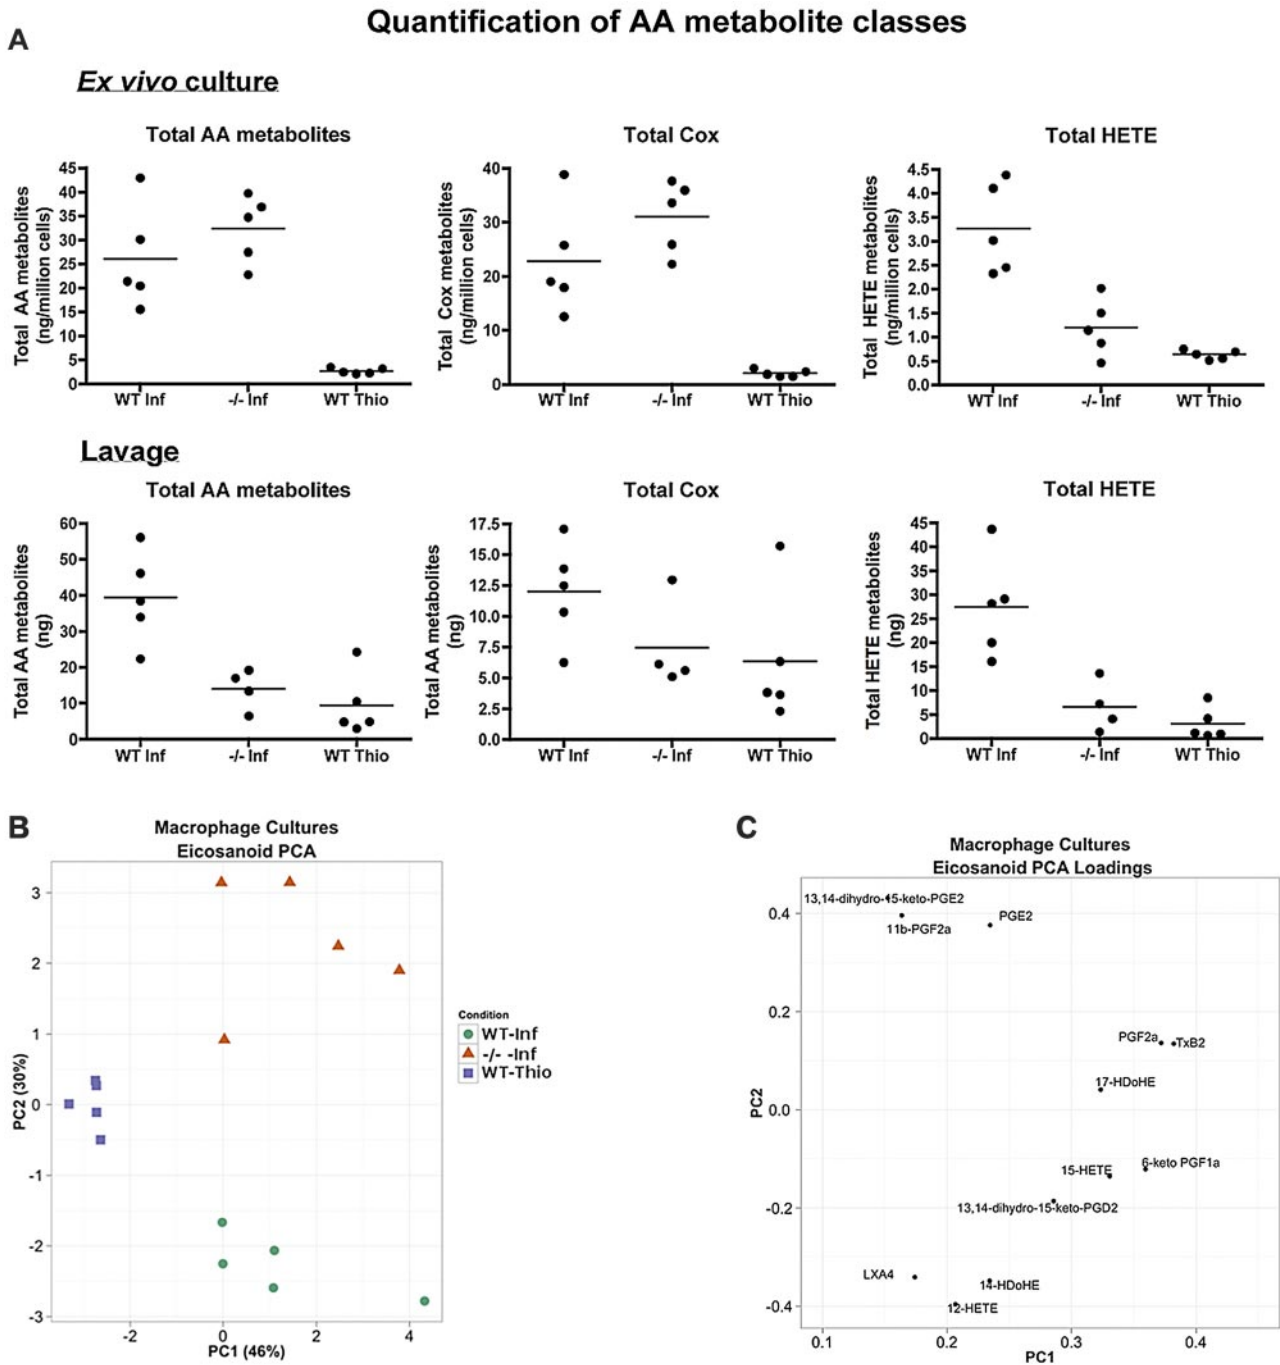 Quantification of AA metabolite classes
A
Ex vivo culture
Total AA metabolites
Total AA metabolites
(ng/million cells)
45
40
35
30
25
20
15
10
5
0
WT Inf -/- Inf WT Thio
Total Cox
Total Cox metabolites
(ng/million cells)
40
30
20
10
0
WT Inf -/- Inf WT Thio
Total HETE
Total HETE metabolites
(ng/million cells)
4.5
4.0
3.5
3.0
2.5
2.0
1.5
1.0
0.5
0.0
WT Inf -/- Inf WT Thio
Lavage
Total AA metabolites
Total AA metabolites
(ng)
60
50
40
30
20
10
0
WT Inf -/- Inf WT Thio
Total Cox
Total AA metabolites
(ng)
17.5
15.0
12.5
10.0
7.5
5.0
2.5
0.0
WT Inf -/- Inf WT Thio
Total HETE
Total HETE metabolites
(ng)
45
40
35
30
25
20
15
10
5
0
WT Inf -/- Inf WT Thio
B
Macrophage Cultures
Eicosanoid PCA
PC2 (30%)
3
2
1
0
-1
-2
-3
-2 0 2 4
PC1 (46%)
Condition
WT-Inf
-/- -Inf
WT-Thio
C
Macrophage Cultures
Eicosanoid PCA Loadings
PC2
0.4
0.2
0.0
-0.2
-0.4
13,14-dihydro-15-keto-PGE2
11b-PGF2a
PGE2
PGF2a
TxB2
17-HDoHE
15-HETE
6-keto PGF1a
13,14-dihydro-15-keto-PGD2
LXA4
14-HDoHE
12-HETE
0.1 0.2 0.3 0.4
PC1